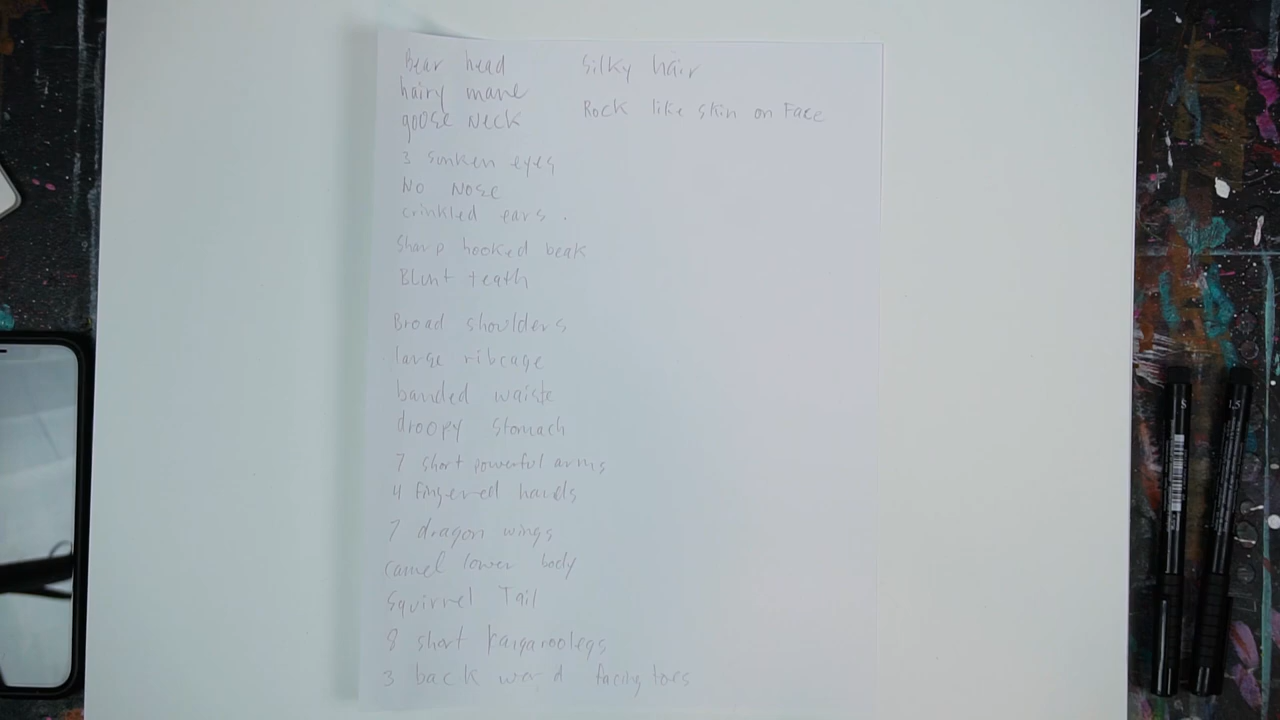 Bear head
hairy mane
goose Neck
3 sunken eyes
No Nose
crinkled ears.
Sharp hooked beak
Blunt teath
Broad shoulders
large ribcage
banded waiste
droopy stomach
7 short powerful arms
4 fingered hands
7 dragon wings
camel lower body
Squirrel Tail
8 short kangaroolegs
3 back ward facing toes
Silky hair
Rock like skin on Face
S
1.5